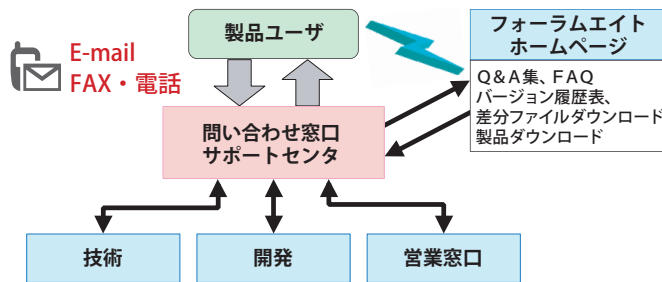 製品ユーザ
E-mail
FAX・電話
フォーラムエイト
ホームページ
Q&A集、FAQ
バージョン履歴表、
差分ファイルダウンロード
製品ダウンロード
問い合わせ窓口
サポートセンタ
技術
開発
営業窓口